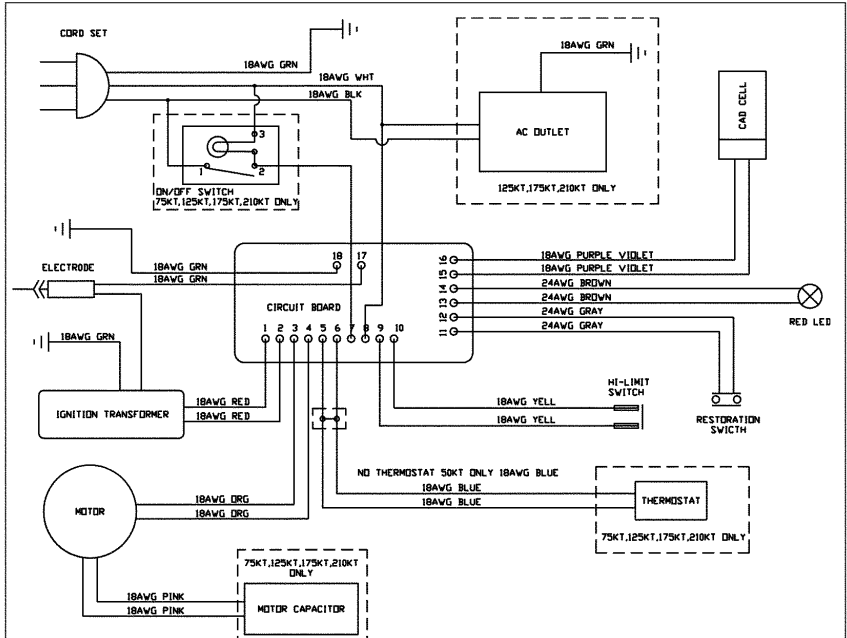 CORD SET
18AWG GRN
18AWG GRN
18AWG WHT
18AWG BLK
AC OUTLET
125KT,175KT,210KT ONLY
CAD CELL
3
1
2
ON/OFF SWITCH
75KT,125KT,175KT,210KT ONLY
ELECTRODE
18AWG GRN
18AWG GRN
18
17
CIRCUIT BOARD
1 2 3 4 5 6 7 8 9 10
16
15
14
13
12
11
18AWG PURPLE VIOLET
18AWG PURPLE VIOLET
24AWG BROWN
24AWG BROWN
24AWG GRAY
24AWG GRAY
RED LED
18AWG GRN
IGNITION TRANSFORMER
18AWG RED
18AWG RED
18AWG YELL
18AWG YELL
HI-LIMIT
SWITCH
RESTORATION
SWICTH
NO THERMOSTAT 50KT ONLY 18AWG BLUE
18AWG BLUE
18AWG BLUE
THERMOSTAT
75KT,125KT,175KT,210KT ONLY
MOTOR
18AWG ORG
18AWG ORG
75KT,125KT,175KT,210KT
ONLY
18AWG PINK
18AWG PINK
MOTOR CAPACITOR